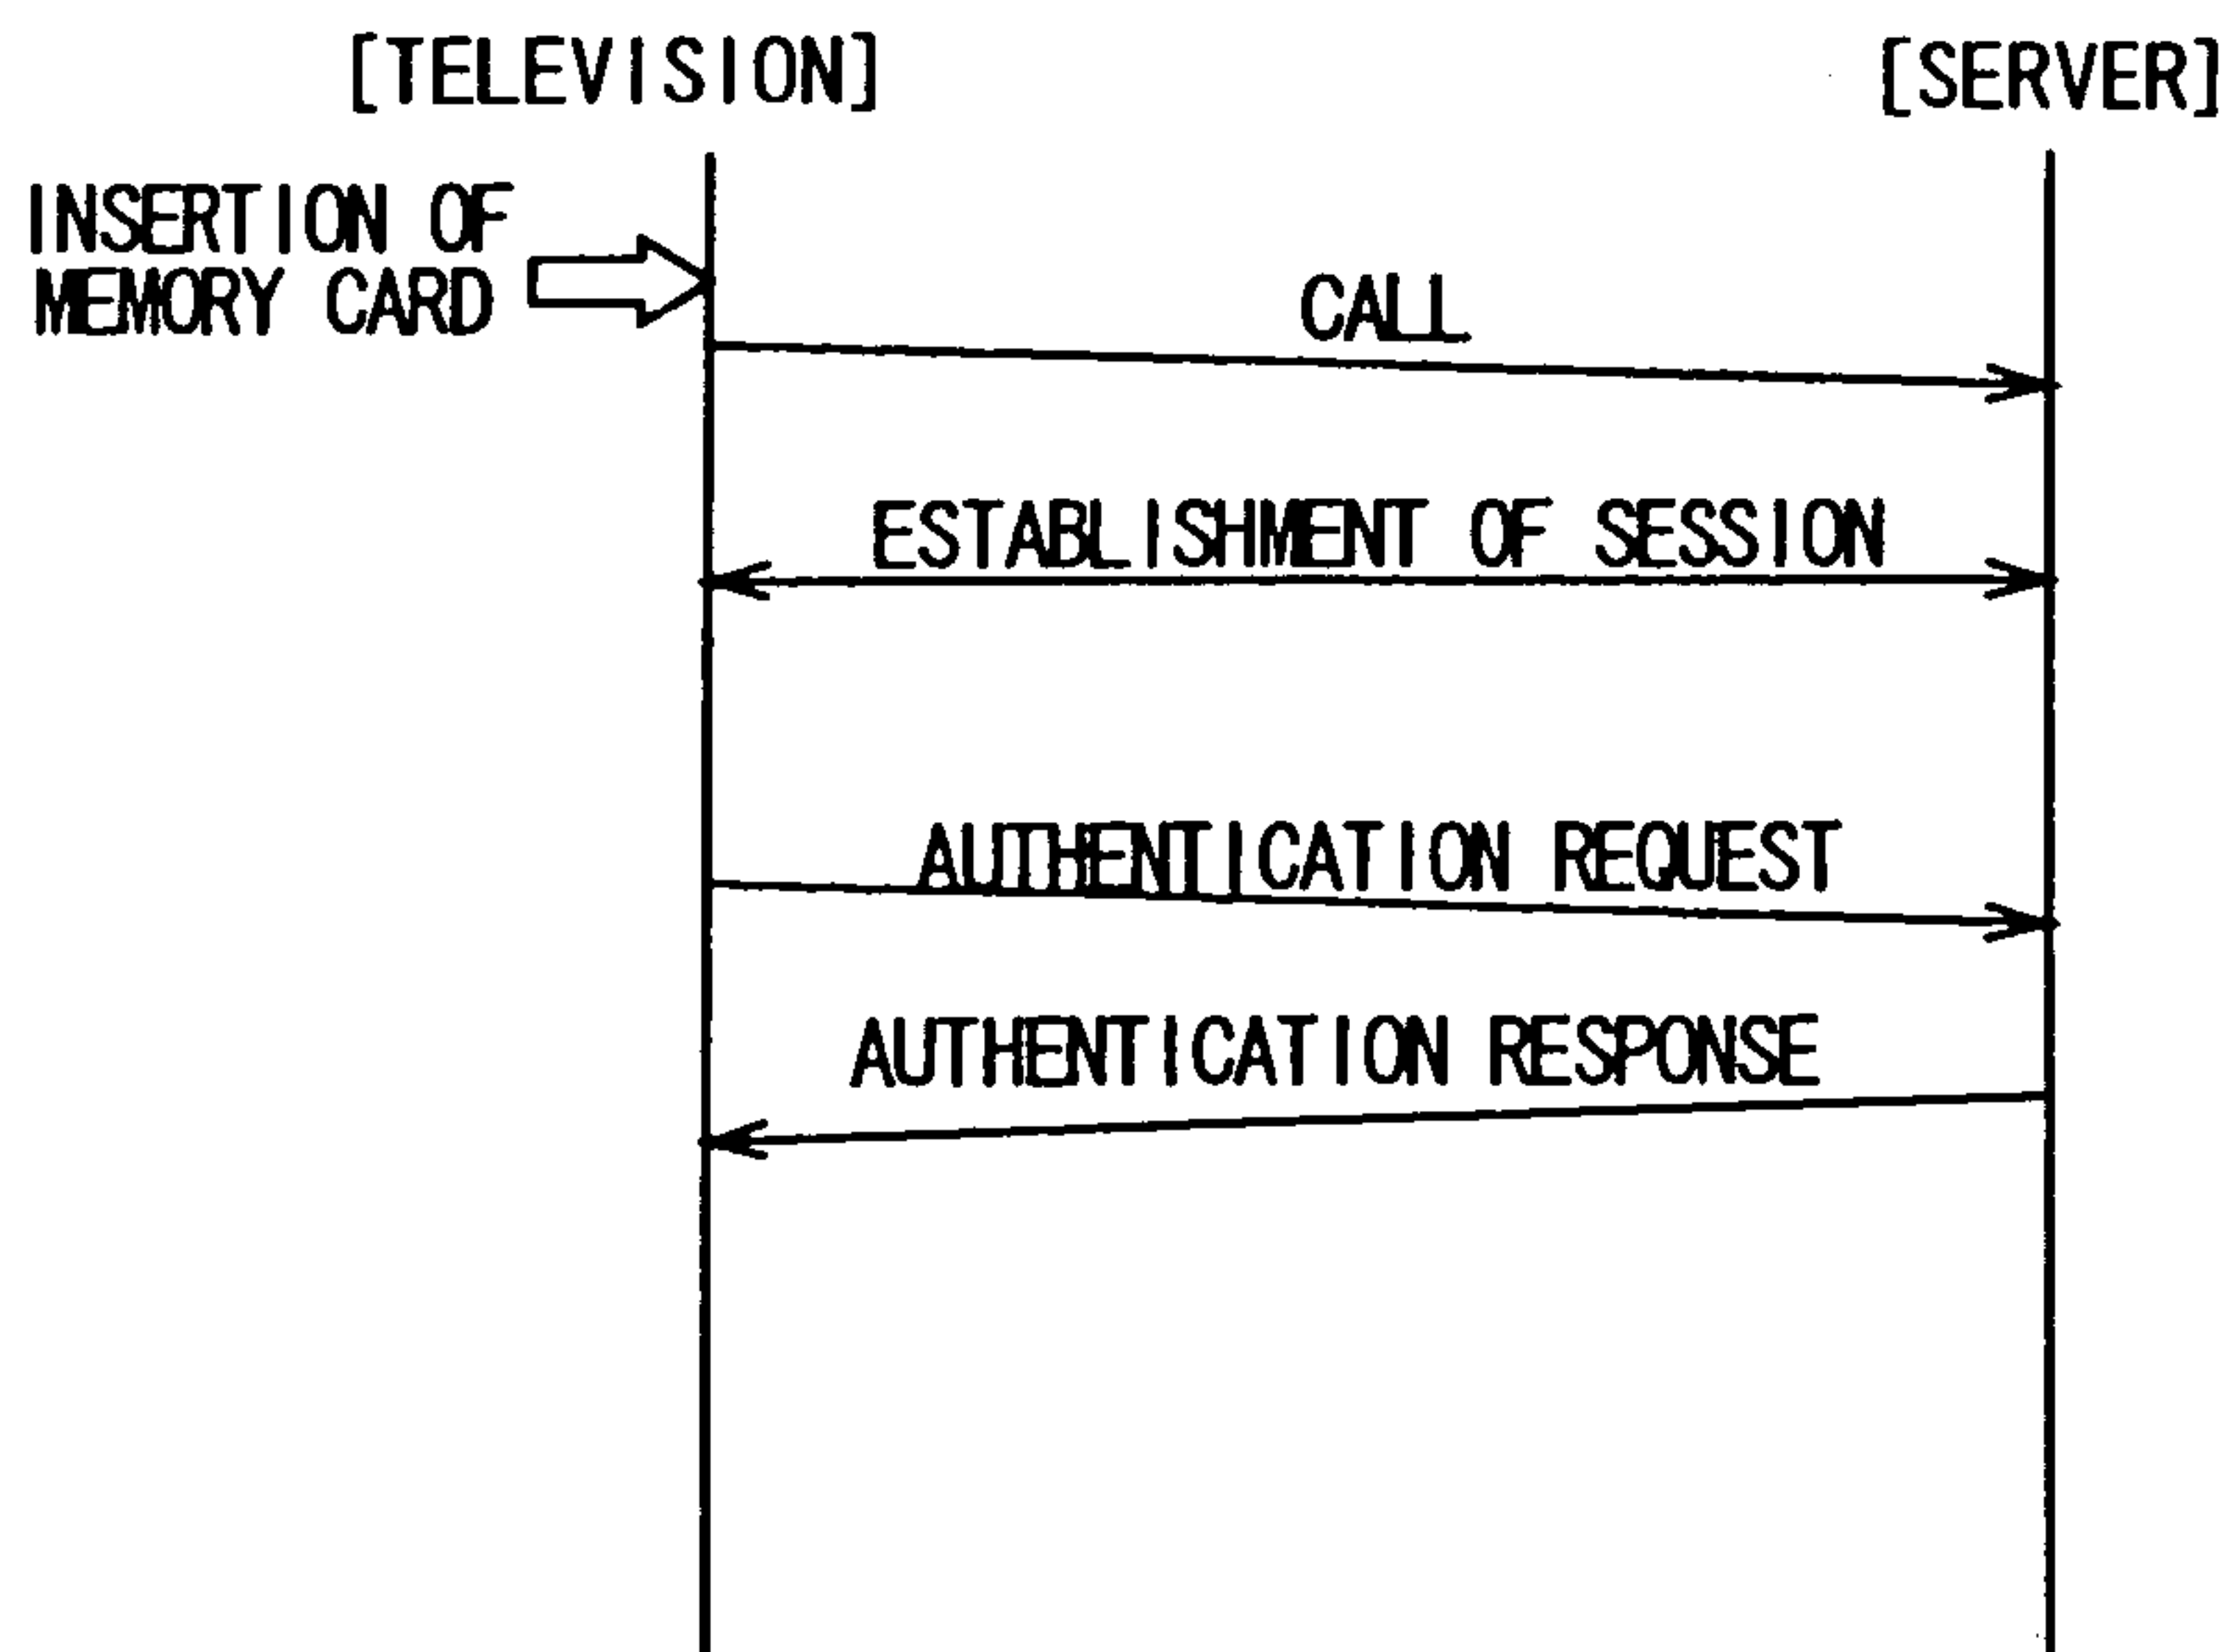 [TELEVISION]
[SERVER]
INSERTION OF
MEMORY CARD
CALL
ESTABLISHMENT OF SESSION
AUTHENTICATION REQUEST
AUTHENTICATION RESPONSE